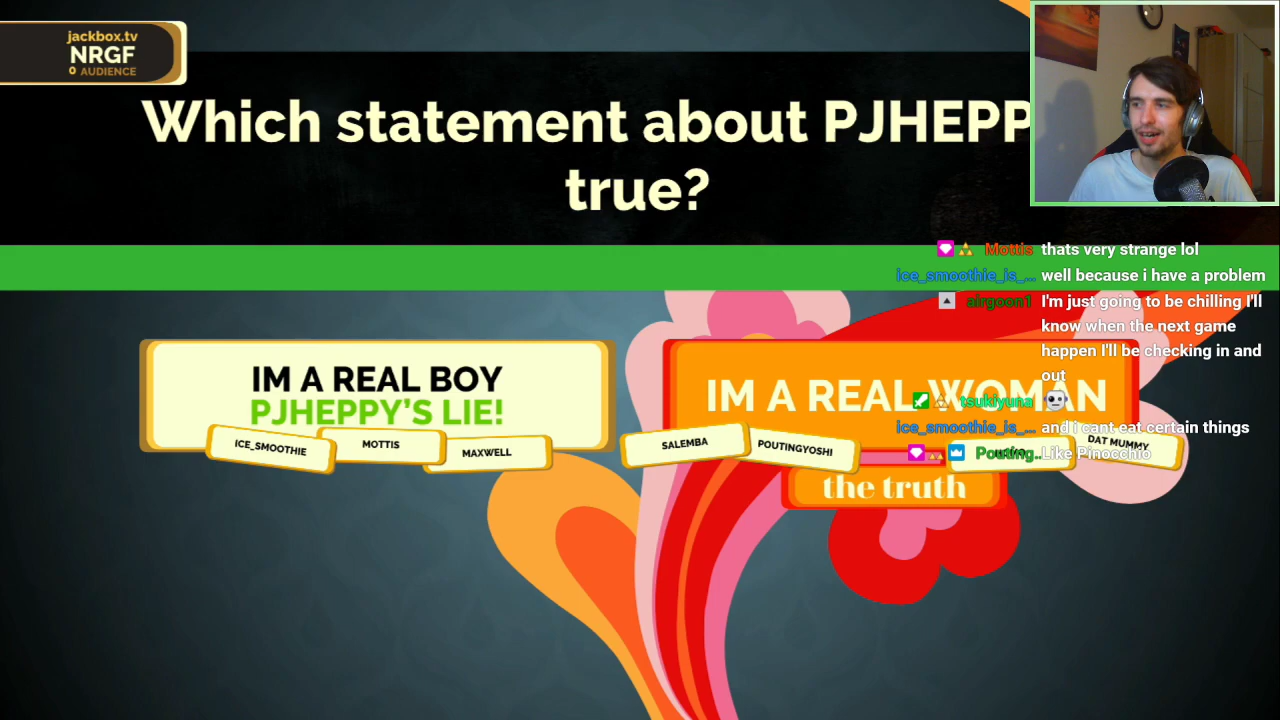 jackbox.tv
NRGF
0 AUDIENCE
Which statement about PJHEPP
true?
Mottis thats very strange lol
ice_smoothie_is_... well because i have a problem
airgoon1 I'm just going to be chilling I'll
know when the next game
happen I'll be checking in and
out
tsukiyuna
ice_smoothie_is_... and i cant eat certain things
Pouting.. Like Pinocchio
IM A REAL BOY
PJHEPPY'S LIE!
ICE_SMOOTHIE
MOTTIS
MAXWELL
IM A REAL WOMAN
SALEMBA
POUTINGYOSHI
DAT MUMMY
the truth